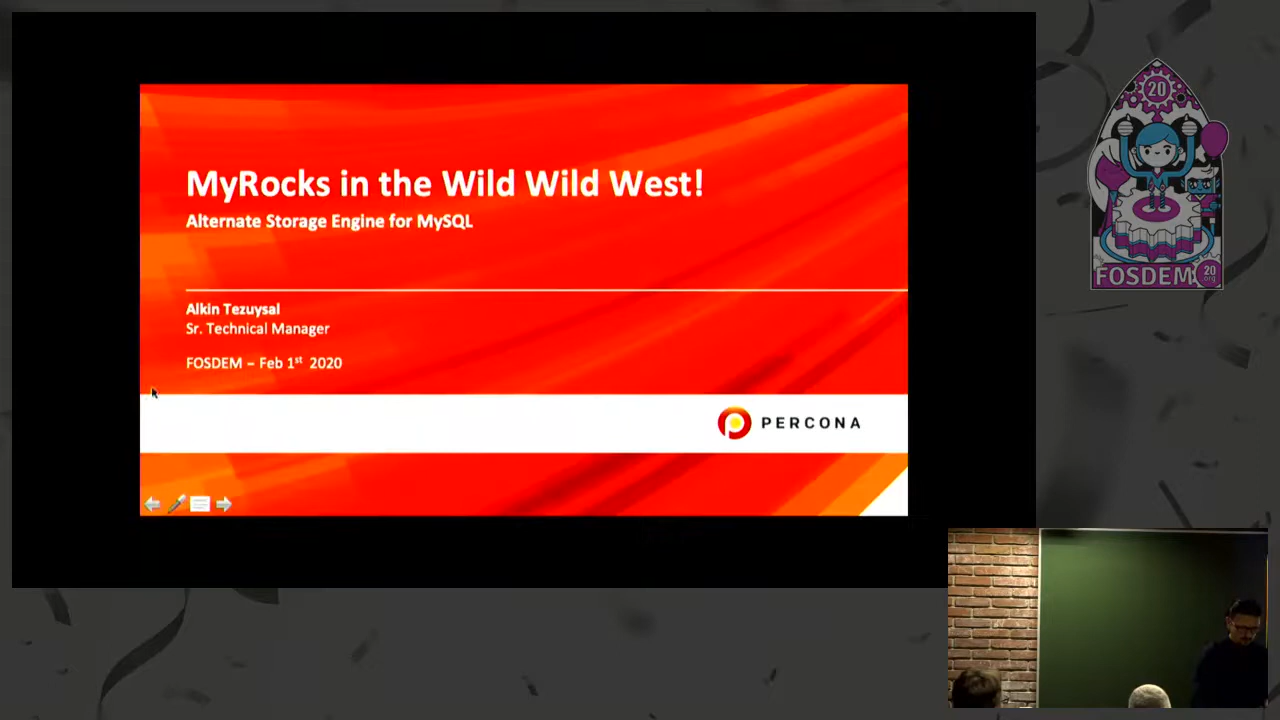 MyRocks in the Wild Wild West!
Alternate Storage Engine for MySQL
Alkin Tezuysal
Sr. Technical Manager
FOSDEM – Feb 1st 2020
PERCONA
20
FOSDEM
20
.org